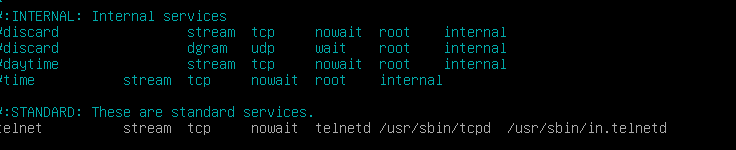 #:INTERNAL: Internal services
#discard stream tcp nowait root internal
#discard dgram udp wait root internal
#daytime stream tcp nowait root internal
#time stream tcp nowait root internal
#:STANDARD: These are standard services.
telnet stream tcp nowait telnetd /usr/sbin/tcpd /usr/sbin/in.telnetd